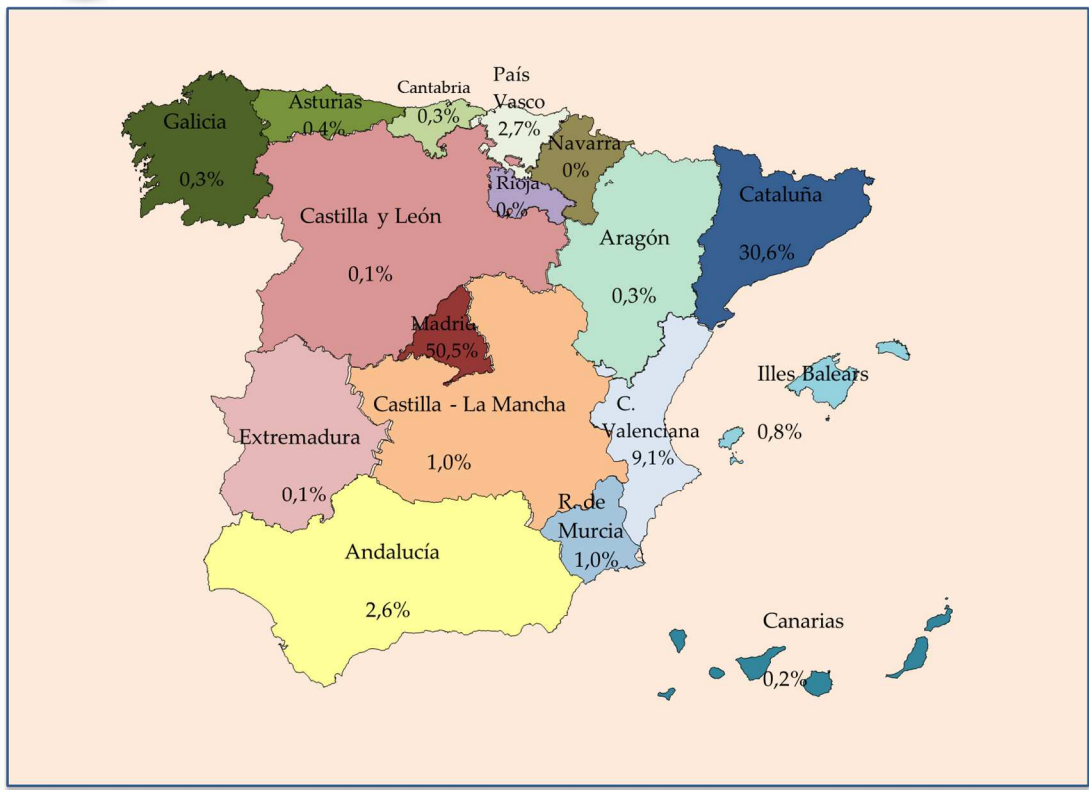 País
Vasco
2,7%
Cantabria
0,3%
Asturias
0,4%
Galicia
0,3%
Navarra
0%
Rioja
Cataluña
30,6%
Castilla y León
0,1%
Aragón
0,3%
Madrid
50,5%
Illes Balears
0,8%
Castilla - La Mancha
1,0%
C.
Valenciana
9,1%
Extremadura
0,1%
R. de
Murcia
1,0%
Andalucía
2,6%
Canarias
0,2%